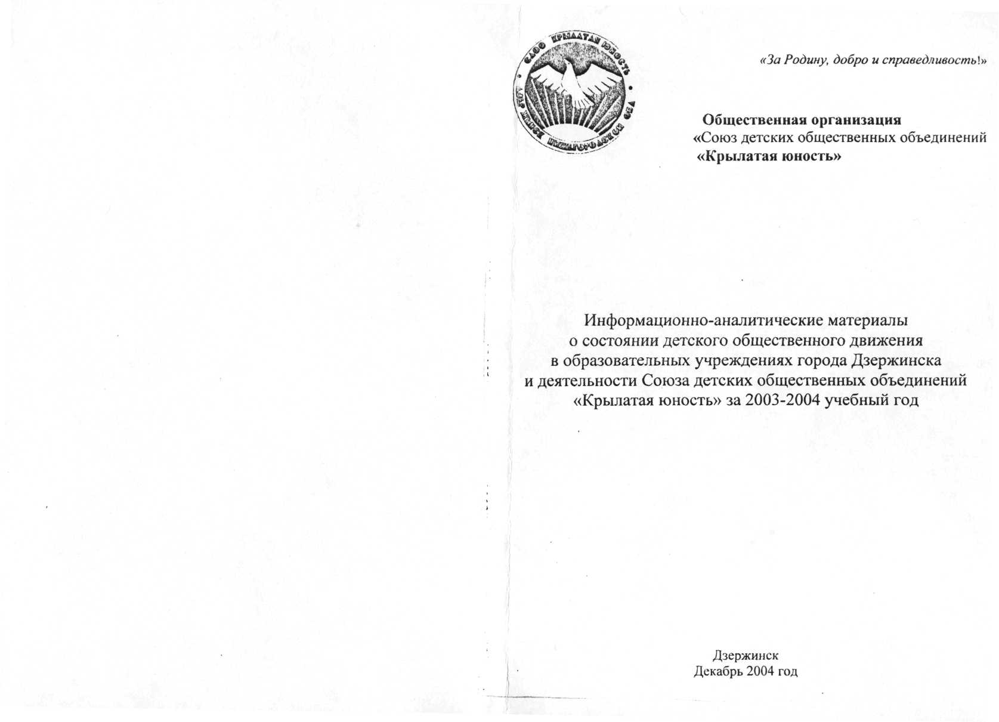 СДОО КРЫЛАТАЯ ЮНОСТЬ
«За Родину, добро и справедливость!»
Общественная организация
«Союз детских общественных объединений
«Крылатая юность»
Информационно-аналитические материалы
о состоянии детского общественного движения
в образовательных учреждениях города Дзержинска
и деятельности Союза детских общественных объединений
«Крылатая юность» за 2003-2004 учебный год
Дзержинск
Декабрь 2004 год